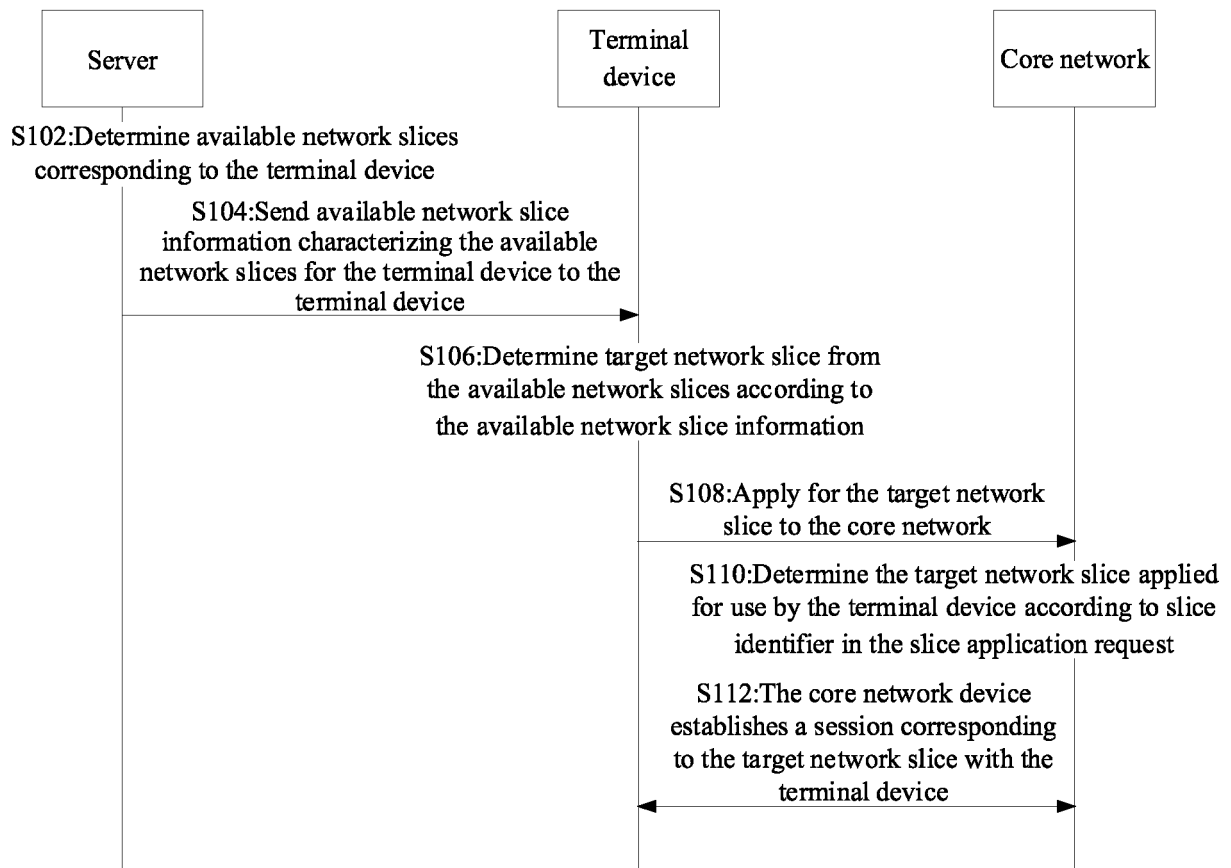 Server
Terminal
device
Core network
S102:Determine available network slices
corresponding to the terminal device
S104:Send available network slice
information characterizing the available
network slices for the terminal device to the
terminal device
S106:Determine target network slice from
the available network slices according to
the available network slice information
S108:Apply for the target network
slice to the core network
S110:Determine the target network slice applied
for use by the terminal device according to slice
identifier in the slice application request
S112:The core network device
establishes a session corresponding
to the target network slice with the
terminal device